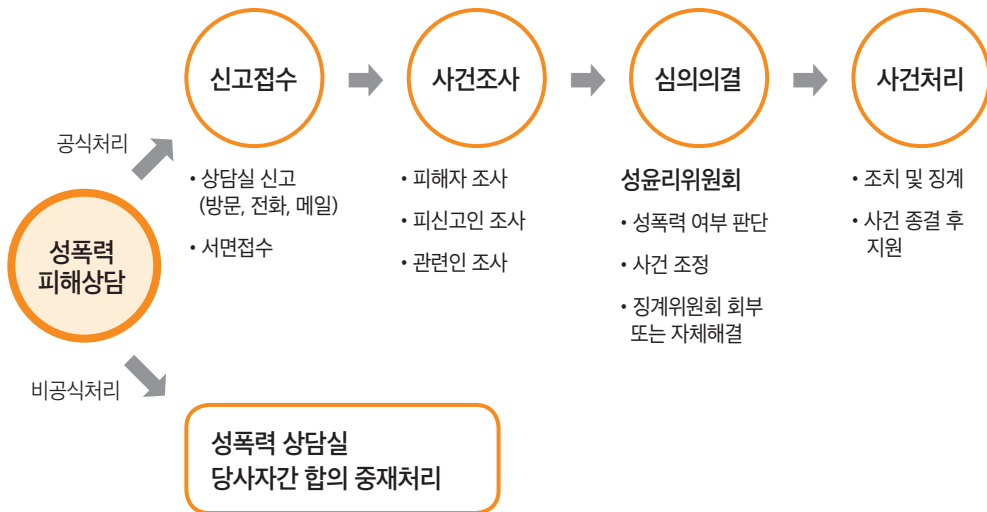 신고접수
사건조사
심의의결
사건처리
공식처리
• 상담실 신고
(방문, 전화, 메일)
• 서면접수
• 피해자 조사
• 피신고인 조사
• 관련인 조사
성윤리위원회
• 성폭력 여부 판단
• 사건 조정
• 징계위원회 회부
또는 자체해결
• 조치 및 징계
• 사건 종결 후
지원
성폭력
피해상담
비공식처리
성폭력 상담실
당사자간 합의 중재처리